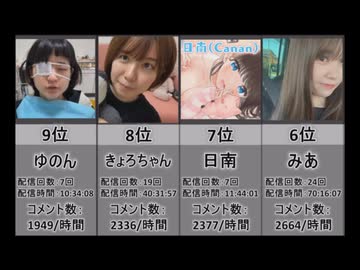 日南(Canan)
9位
ゆのん
配信回数:7回
配信時間:10:34:08
コメント数:
1949/時間
8位
きょろちゃん
配信回数:19回
配信時間:40:31:57
コメント数:
2336/時間
7位
日南
配信回数:7回
配信時間:11:44:01
コメント数:
2377/時間
6位
みあ
配信回数:24回
配信時間:70:16:07
コメント数:
2664/時間